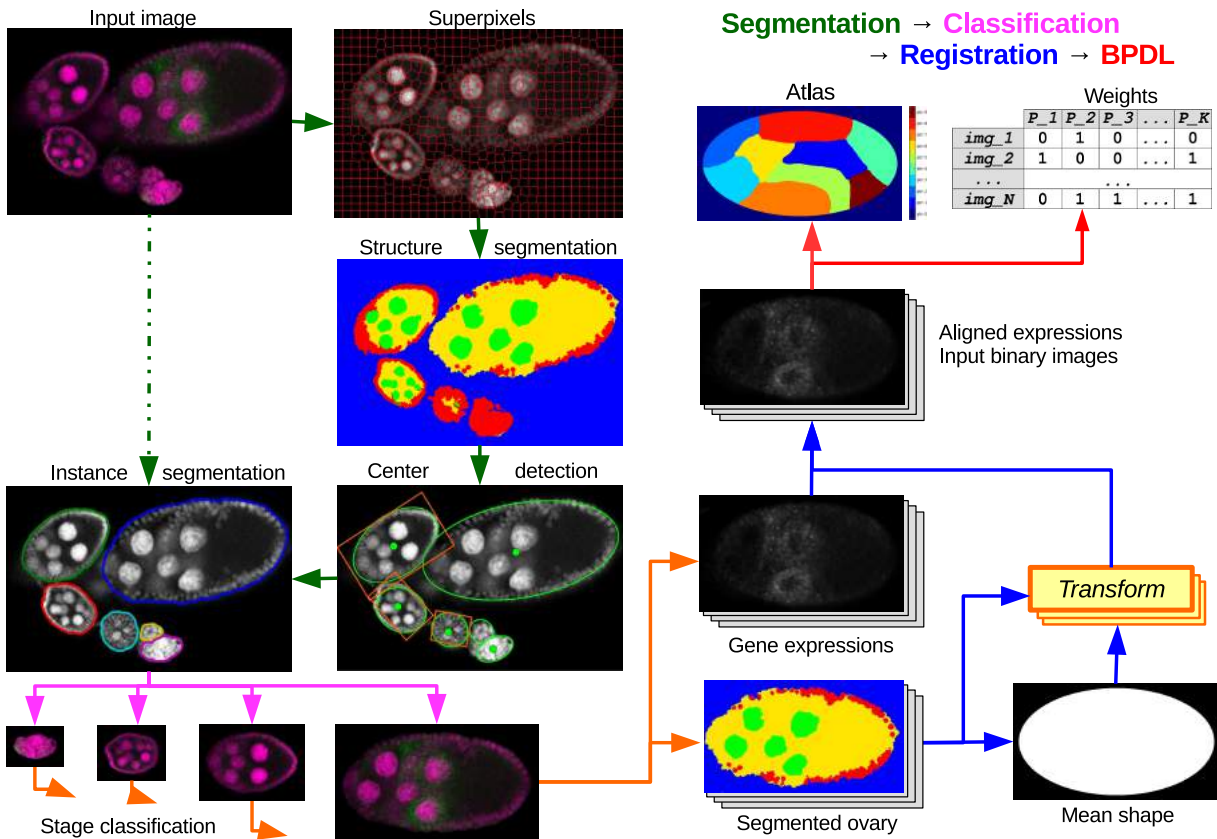 Input image
Superpixels
Segmentation → Classification
→ Registration → BPDL
Atlas
Weights
P_1 P_2 P_3 ... P_K
img_1 0 1 0 ... 0
img_2 1 0 0 ... 1
... ...
img_N 0 1 1 ... 1
Structure segmentation
Aligned expressions
Input binary images
Instance segmentation
Center detection
Gene expressions
Transform
Stage classification
Segmented ovary
Mean shape